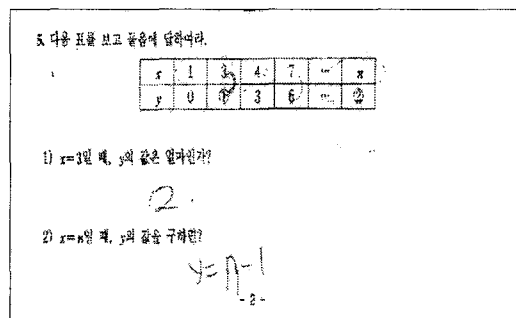 5. 다음 표를 보고 물음에 답하여라.
x 1 3 4 7 … n
y 0 ① 3 6 … ②
1) x=3일 때, y의 값은 얼마인가?
2.
2) x=n일 때, y의 값을 구하면?
y=n-1
- 2 -